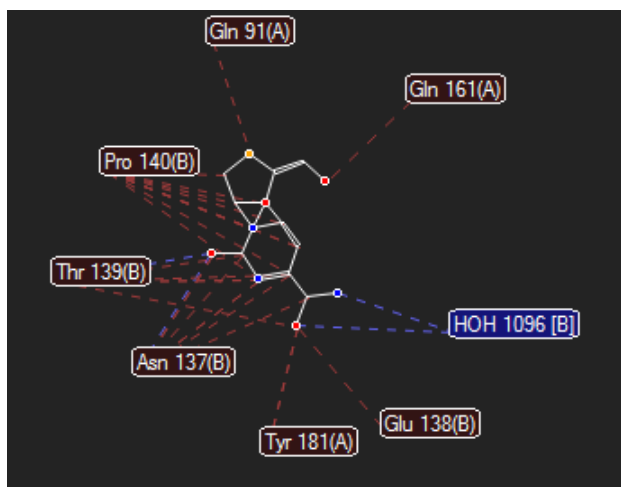 Gln 91(A)
Gln 161(A)
Pro 140(B)
Thr 139(B)
HOH 1096 [B]
Asn 137(B)
Glu 138(B)
Tyr 181(A)